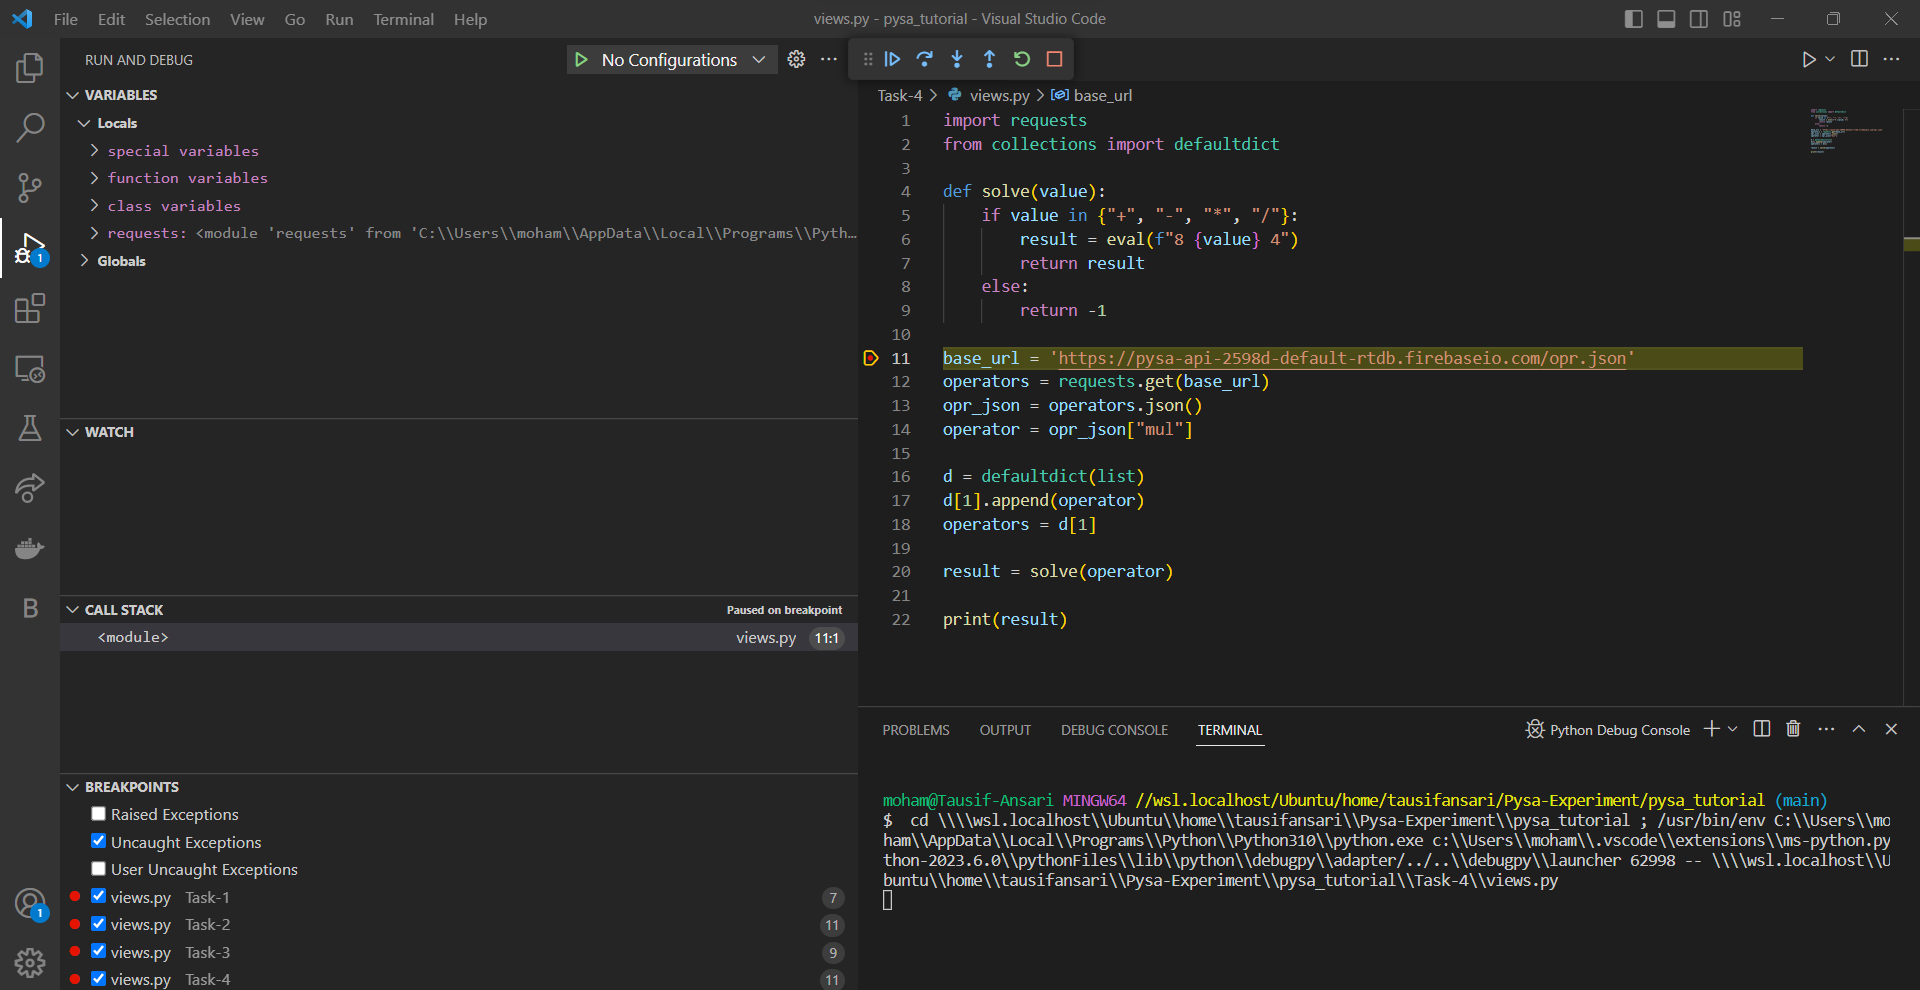 File Edit Selection View Go Run Terminal Help
views.py - pysa_tutorial - Visual Studio Code
RUN AND DEBUG
No Configurations
VARIABLES
Locals
special variables
function variables
class variables
requests: <module 'requests' from 'C:\\Users\\moham\\AppData\\Local\\Programs\\Pyth…
Globals
WATCH
CALL STACK
Paused on breakpoint
<module>
views.py 11:1
BREAKPOINTS
Raised Exceptions
Uncaught Exceptions
User Uncaught Exceptions
views.py Task-1 7
views.py Task-2 11
views.py Task-3 9
views.py Task-4 11
1
B
1
Task-4 > views.py > base_url
1 import requests
2 from collections import defaultdict
3
4 def solve(value):
5 if value in {"+", "-", "*", "/"}:
6 result = eval(f"8 {value} 4")
7 return result
8 else:
9 return -1
10
11 base_url = 'https://pysa-api-2598d-default-rtdb.firebaseio.com/opr.json'
12 operators = requests.get(base_url)
13 opr_json = operators.json()
14 operator = opr_json["mul"]
15
16 d = defaultdict(list)
17 d[1].append(operator)
18 operators = d[1]
19
20 result = solve(operator)
21
22 print(result)
PROBLEMS OUTPUT DEBUG CONSOLE TERMINAL
Python Debug Console
moham@Tausif-Ansari MINGW64 //wsl.localhost/Ubuntu/home/tausifansari/Pysa-Experiment/pysa_tutorial (main)
$ cd \\\\wsl.localhost\\Ubuntu\\home\\tausifansari\\Pysa-Experiment\\pysa_tutorial ; /usr/bin/env C:\\Users\\mo
ham\\AppData\\Local\\Programs\\Python\\Python310\\python.exe c:\\Users\\moham\\.vscode\\extensions\\ms-python.py
thon-2023.6.0\\pythonFiles\\lib\\python\\debugpy\\adapter/../..\\debugpy\\launcher 62998 -- \\\\wsl.localhost\\U
buntu\\home\\tausifansari\\Pysa-Experiment\\pysa_tutorial\\Task-4\\views.py